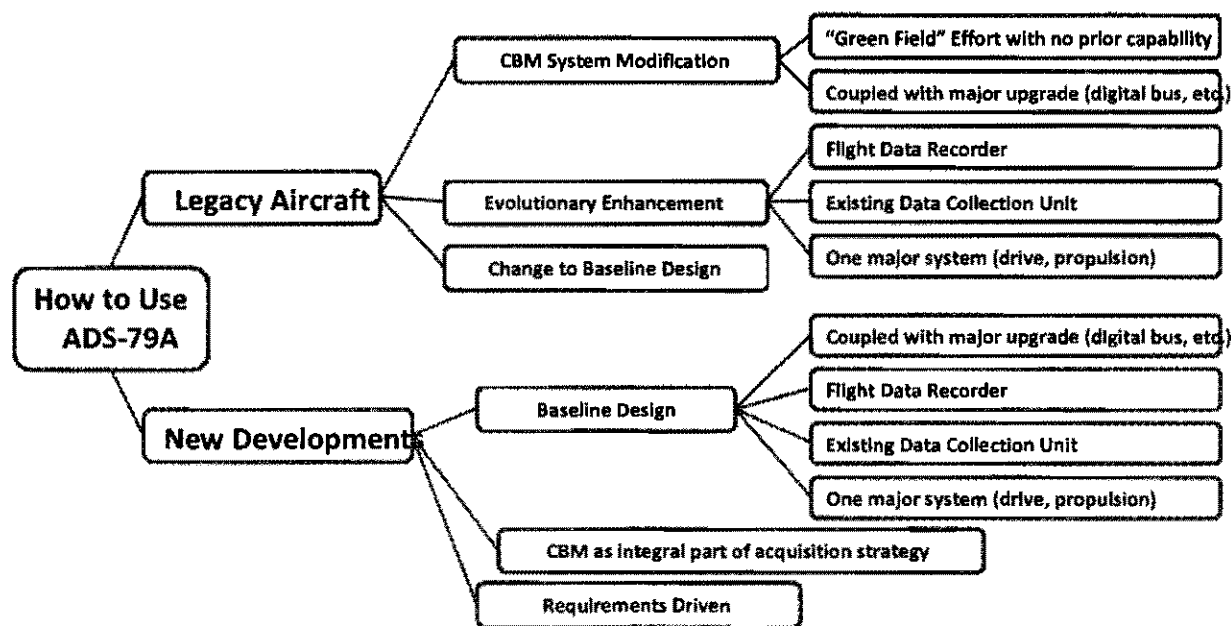 How to Use
ADS-79A
Legacy Aircraft
CBM System Modification
"Green Field" Effort with no prior capability
Coupled with major upgrade (digital bus, etc.)
Evolutionary Enhancement
Flight Data Recorder
Existing Data Collection Unit
One major system (drive, propulsion)
Change to Baseline Design
New Developments
Baseline Design
Coupled with major upgrade (digital bus, etc.)
Flight Data Recorder
Existing Data Collection Unit
One major system (drive, propulsion)
CBM as integral part of acquisition strategy
Requirements Driven